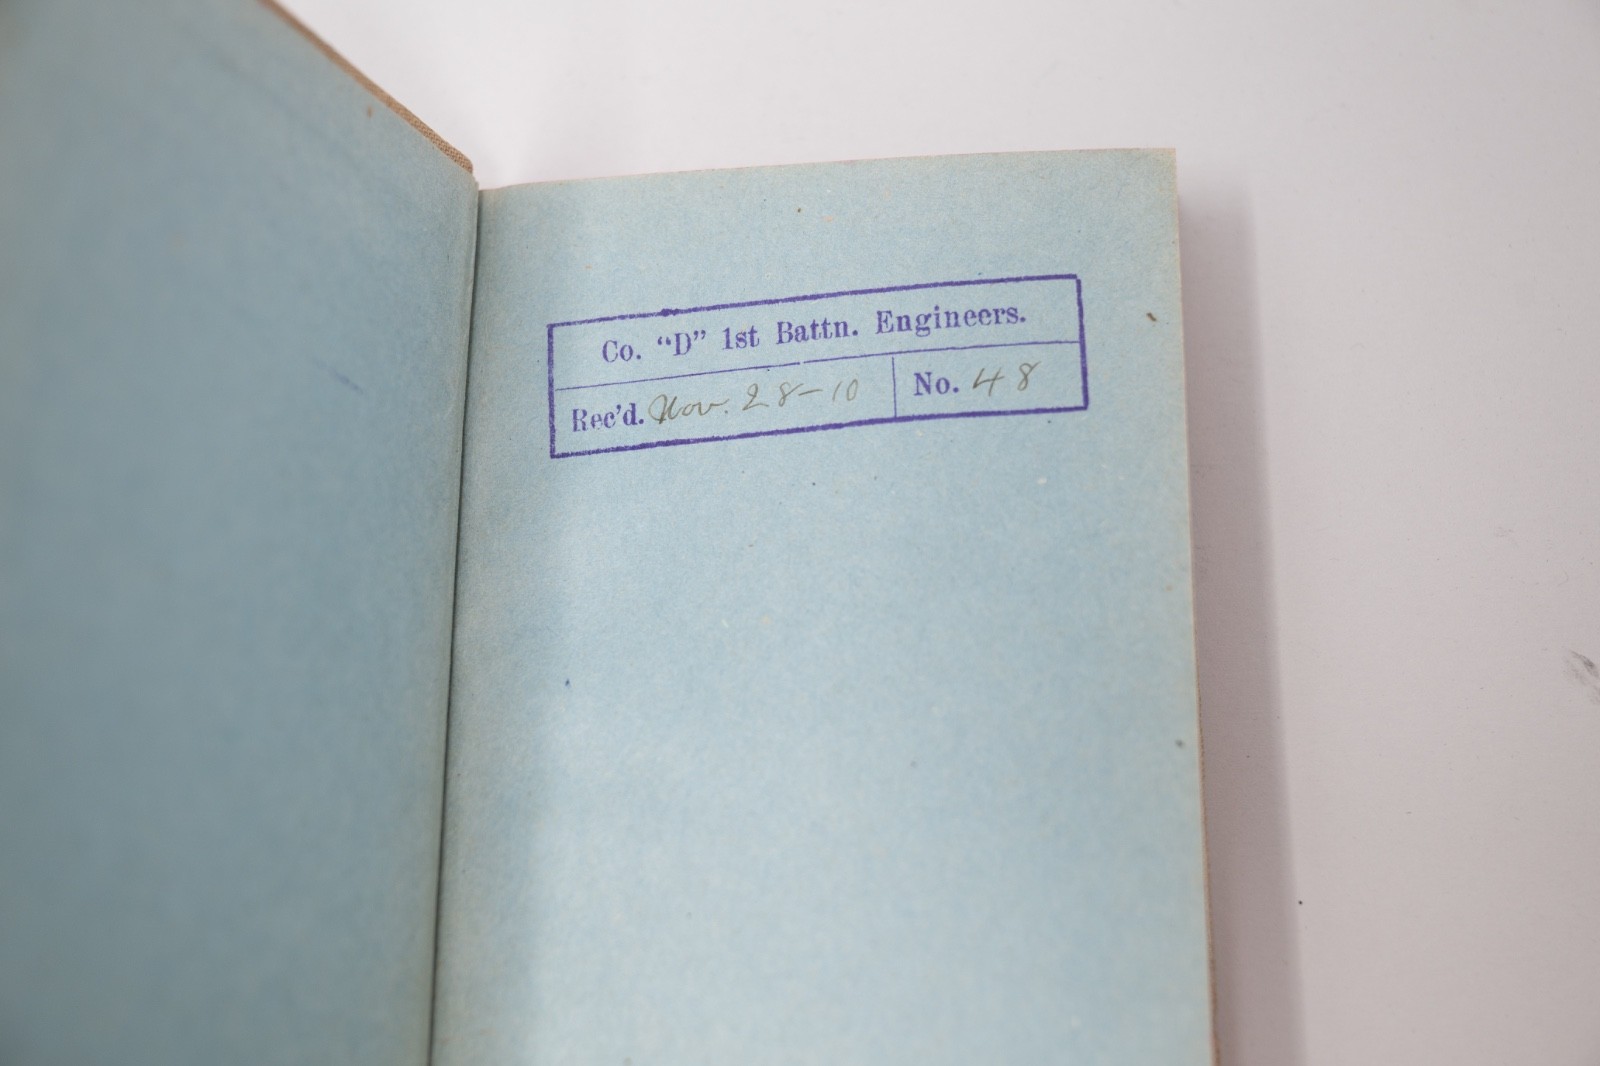 Co. “D” 1st Battn. Engineers.
Rec’d. Nov. 28-10 No. 48